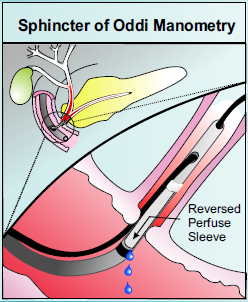 Sphincter of Oddi Manometry
Reversed
Perfuse
Sleeve